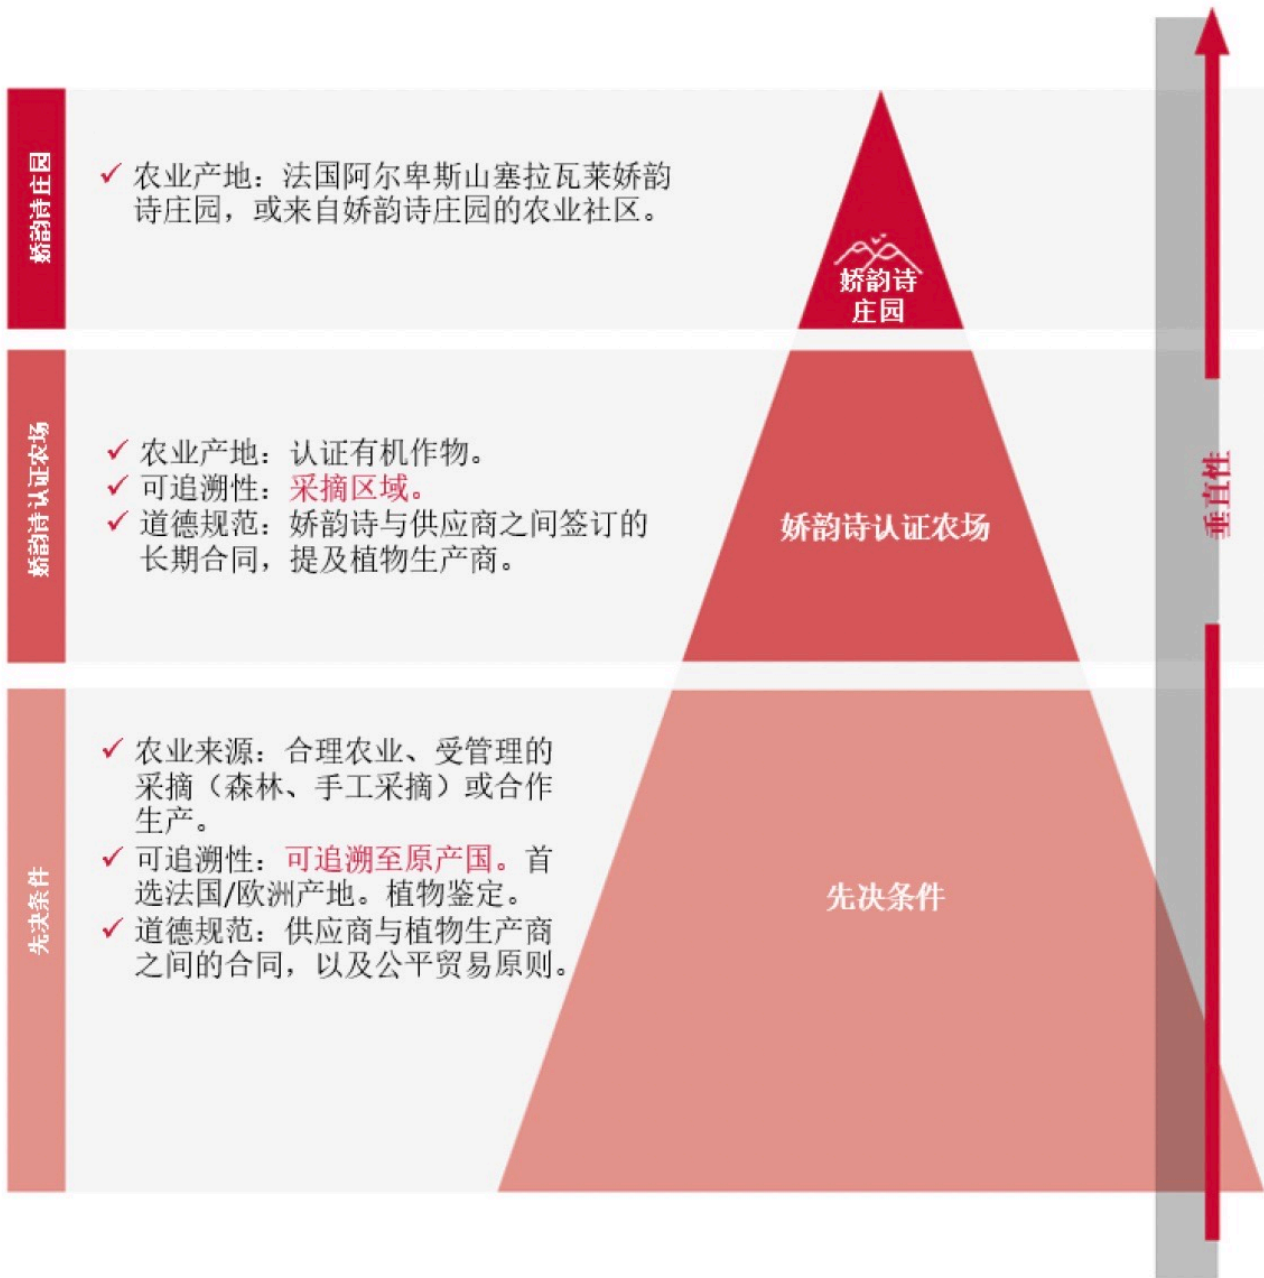 娇韵诗庄园
农业产地：法国阿尔卑斯山塞拉瓦莱娇韵
诗庄园，或来自娇韵诗庄园的农业社区。
娇韵诗
庄园
娇韵诗认证农场
农业产地：认证有机作物。
可追溯性：采摘区域。
道德规范：娇韵诗与供应商之间签订的
长期合同，提及植物生产商。
娇韵诗认证农场
垂直性
先决条件
农业来源：合理农业、受管理的
采摘（森林、手工采摘）或合作
生产。
可追溯性：可追溯至原产国。首
选法国/欧洲产地。植物鉴定。
道德规范：供应商与植物生产商
之间的合同，以及公平贸易原则。
先决条件